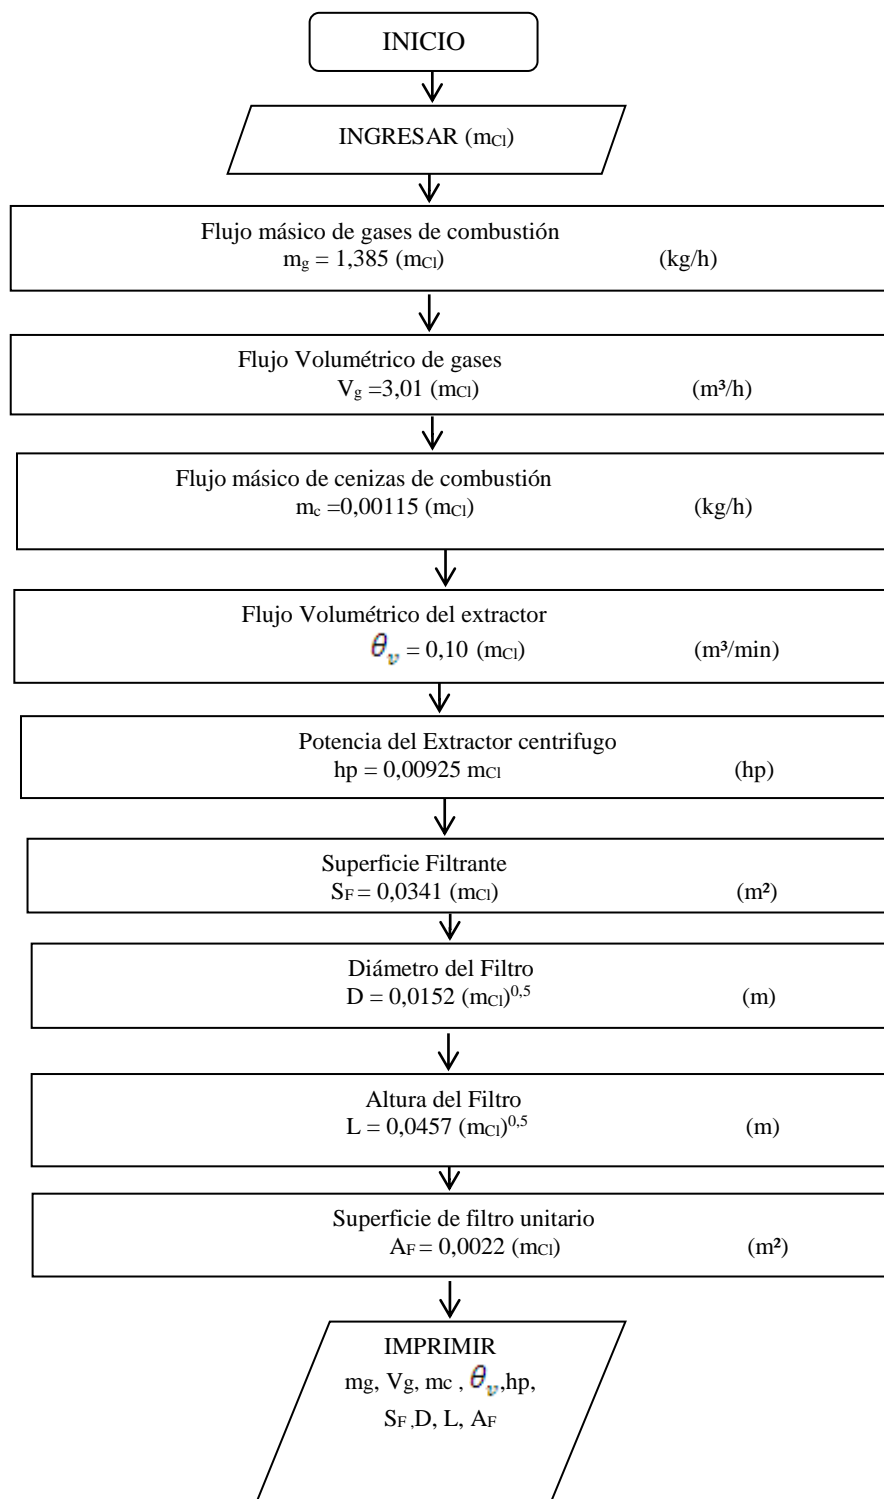 INICIO
INGRESAR (mCl)
Flujo másico de gases de combustión
mg = 1,385 (mCl) (kg/h)
Flujo Volumétrico de gases
Vg =3,01 (mCl) (m³/h)
Flujo másico de cenizas de combustión
mc =0,00115 (mCl) (kg/h)
Flujo Volumétrico del extractor
θv = 0,10 (mCl) (m³/min)
Potencia del Extractor centrifugo
hp = 0,00925 mCl (hp)
Superficie Filtrante
SF = 0,0341 (mCl) (m²)
Diámetro del Filtro
D = 0,0152 (mCl)^0,5 (m)
Altura del Filtro
L = 0,0457 (mCl)^0,5 (m)
Superficie de filtro unitario
AF = 0,0022 (mCl) (m²)
IMPRIMIR
mg, Vg, mc , θv,hp,
SF ,D, L, AF